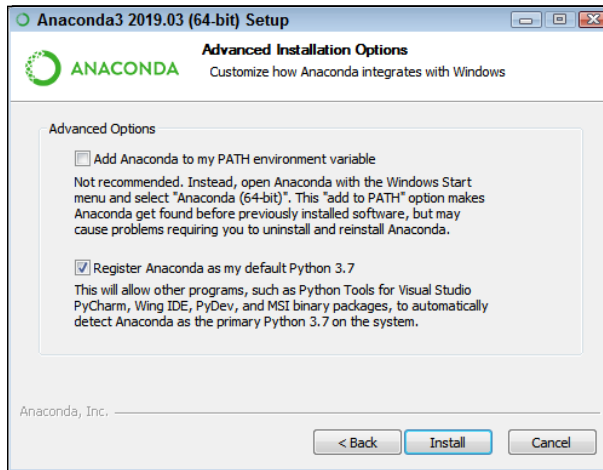 Anaconda3 2019.03 (64-bit) Setup
ANACONDA
Advanced Installation Options
Customize how Anaconda integrates with Windows
Advanced Options
Add Anaconda to my PATH environment variable
Not recommended. Instead, open Anaconda with the Windows Start
menu and select "Anaconda (64-bit)". This "add to PATH" option makes
Anaconda get found before previously installed software, but may
cause problems requiring you to uninstall and reinstall Anaconda.
Register Anaconda as my default Python 3.7
This will allow other programs, such as Python Tools for Visual Studio
PyCharm, Wing IDE, PyDev, and MSI binary packages, to automatically
detect Anaconda as the primary Python 3.7 on the system.
Anaconda, Inc.
< Back
Install
Cancel